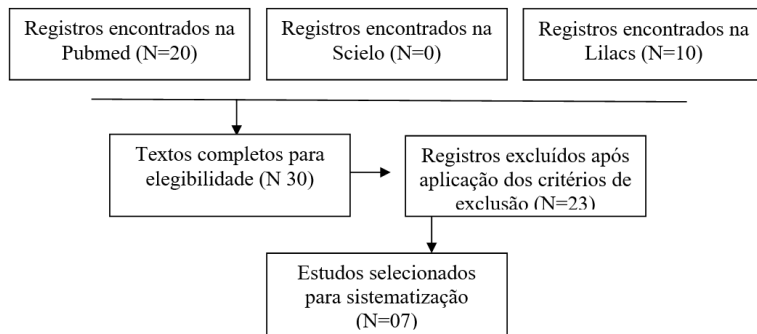 Registros encontrados na
Pubmed (N=20)
Registros encontrados na
Scielo (N=0)
Registros encontrados na
Lilacs (N=10)
Textos completos para
elegibilidade (N 30)
Registros excluídos após
aplicação dos critérios de
exclusão (N=23)
Estudos selecionados
para sistematização
(N=07)